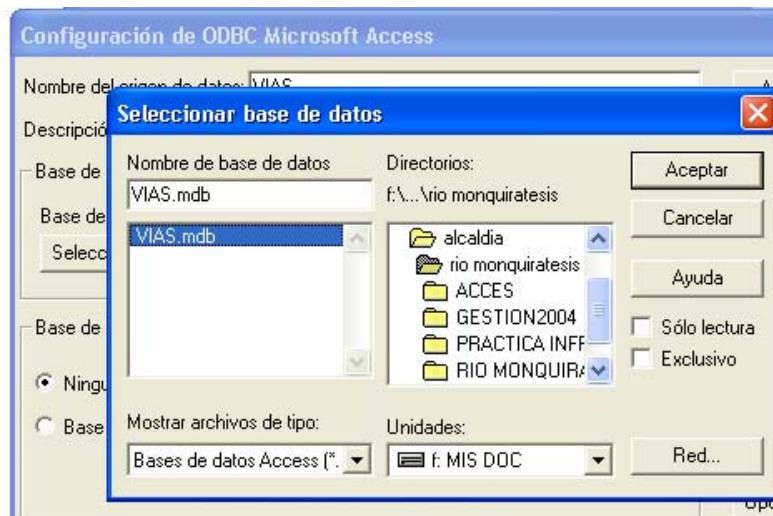 Configuración de ODBC Microsoft Access
Nombre del origen de datos: VIAS
Descripció
Base de
Base de
Selecc
Base de
Ningu
Base
Seleccionar base de datos
Nombre de base de datos
VIAS.mdb
VIAS.mdb
Mostrar archivos de tipo:
Bases de datos Access (*.
Directorios:
f:\...\rio monquiratesis
alcaldia
rio monquiratesis
ACCES
GESTION2004
PRACTICA INFF
RIO MONQUIRA
Unidades:
f: MIS DOC
Aceptar
Cancelar
Ayuda
Sólo lectura
Exclusivo
Red...